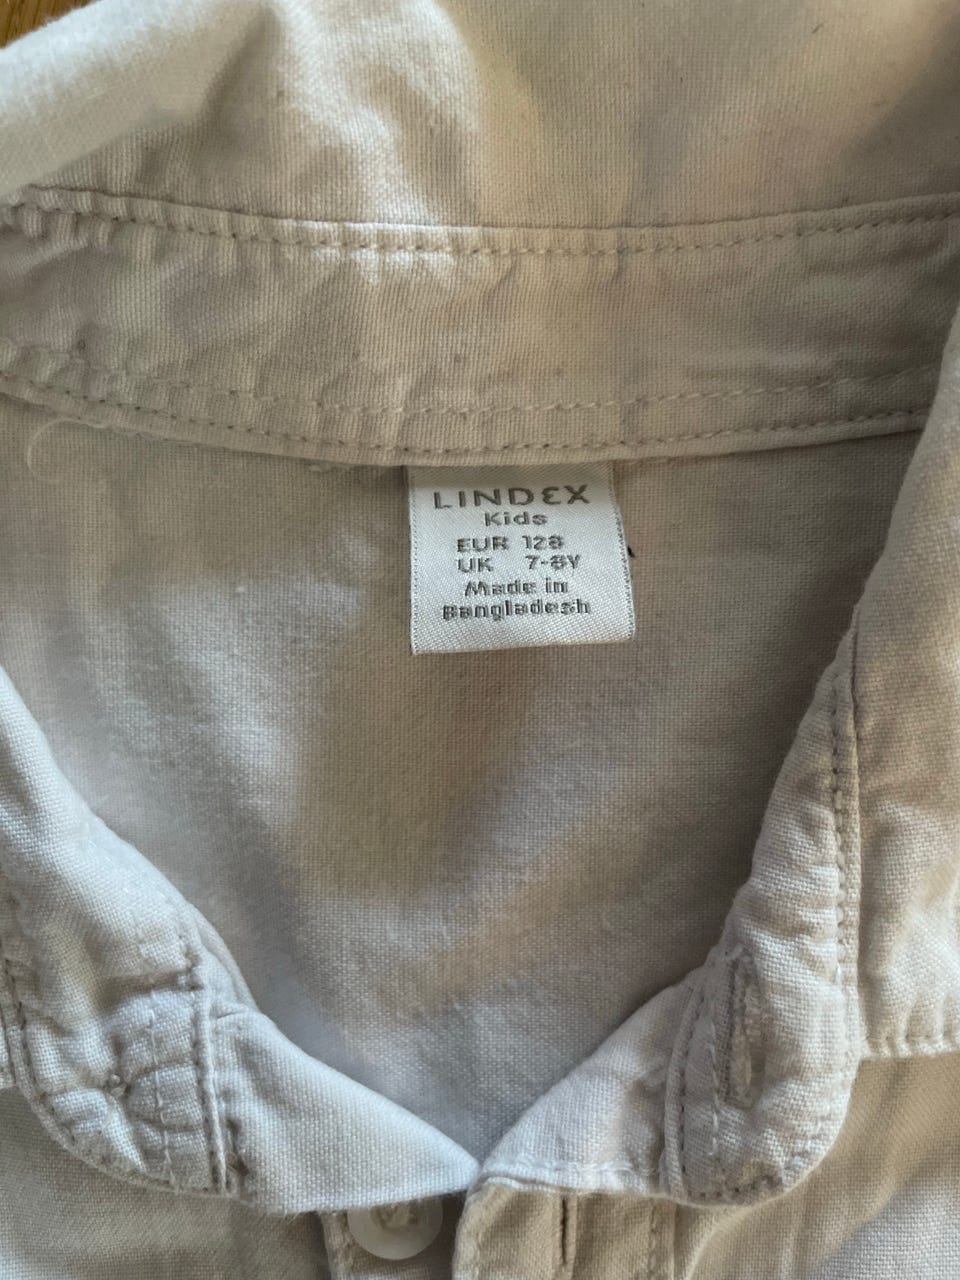 LINDEX
Kids
EUR 128
UK 7-8Y
Made in
Bangladesh